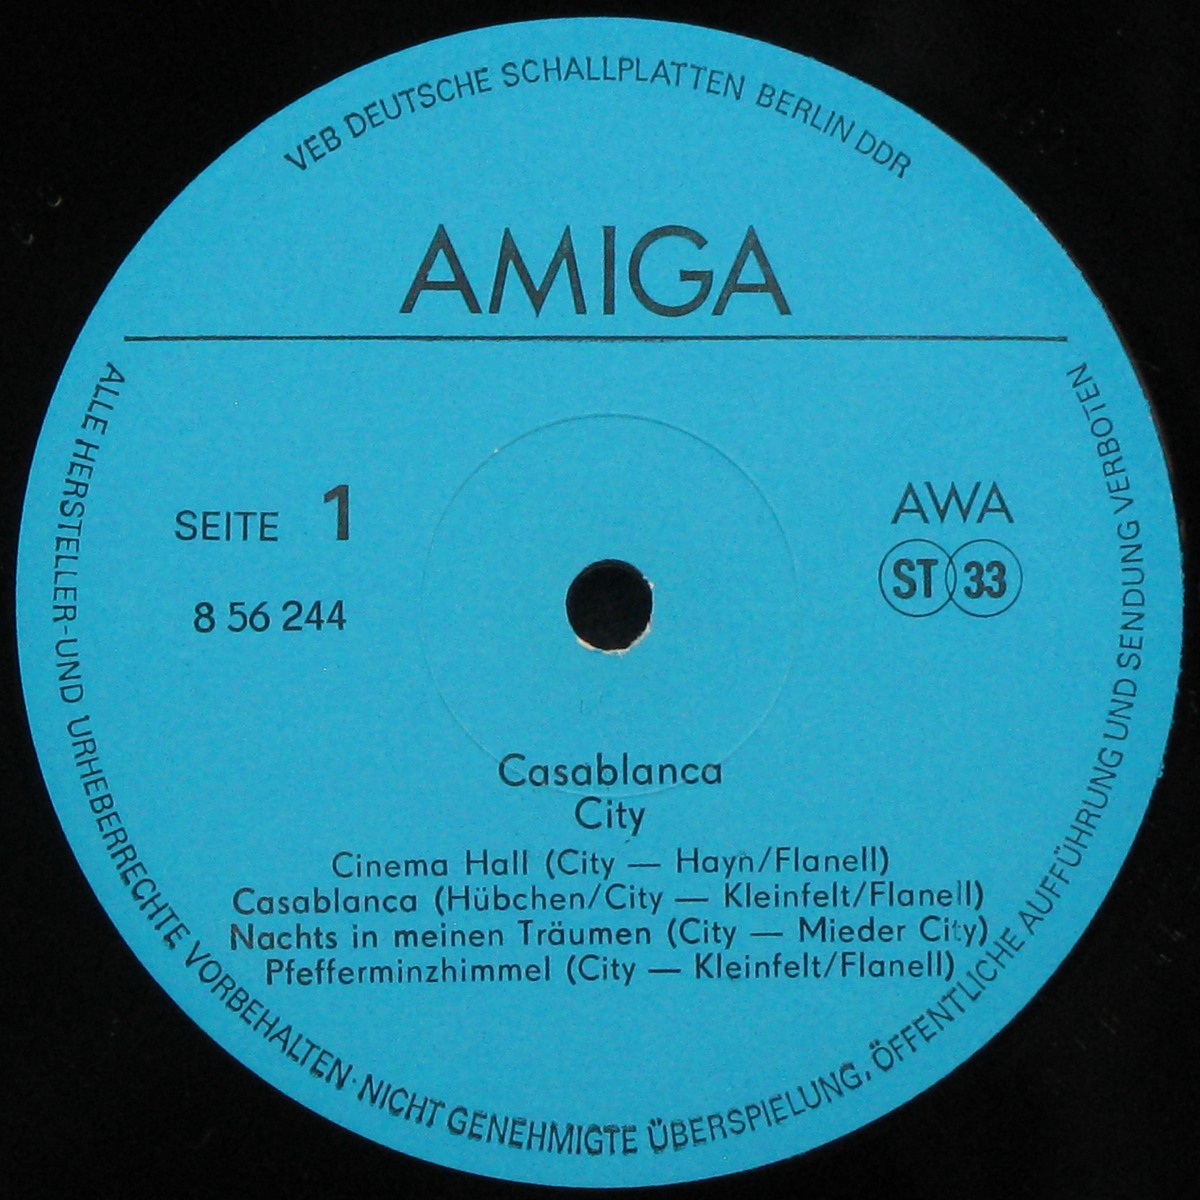 VEB DEUTSCHE SCHALLPLATTEN BERLIN DDR
AMIGA
SEITE 1
8 56 244
AWA
ST 33
Casablanca
City
Cinema Hall (City — Hayn/Flanell)
Casablanca (Hübchen/City — Kleinfelt/Flanell)
Nachts in meinen Träumen (City — Mieder City)
Pfefferminzhimmel (City — Kleinfelt/Flanell)
ALLE HERSTELLER-UND URHEBERRECHTE VORBEHALTEN · NICHT GENEHMIGTE ÜBERSPIELUNG, ÖFFENTLICHE AUFFÜHRUNG UND SENDUNG VERBOTEN